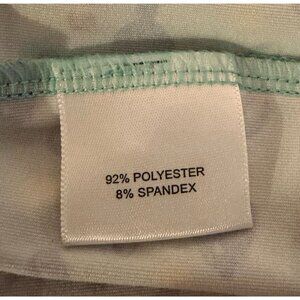 92% POLYESTER
8% SPANDEX